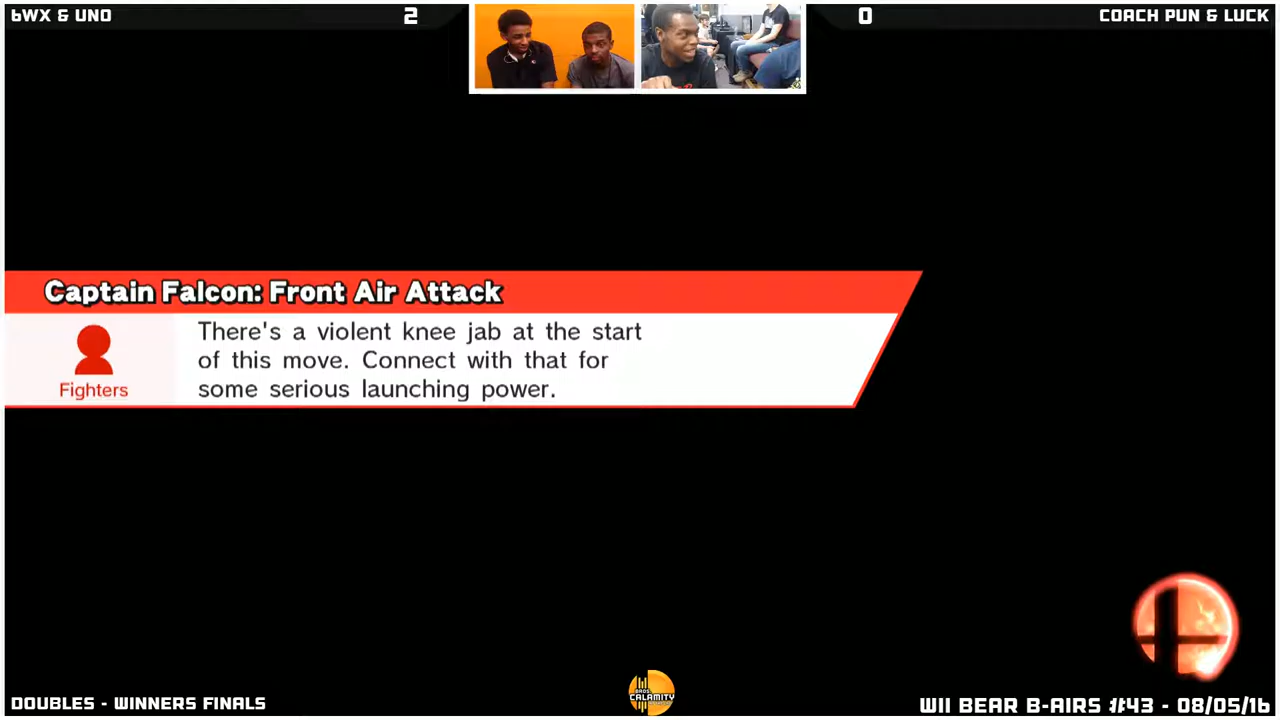 6WX & UNO
2
0
COACH PUN & LUCK
Captain Falcon: Front Air Attack
There's a violent knee jab at the start
of this move. Connect with that for
some serious launching power.
Fighters
DOUBLES - WINNERS FINALS
CALAMITY
WII BEAR B-AIRS #43 - 08/05/16